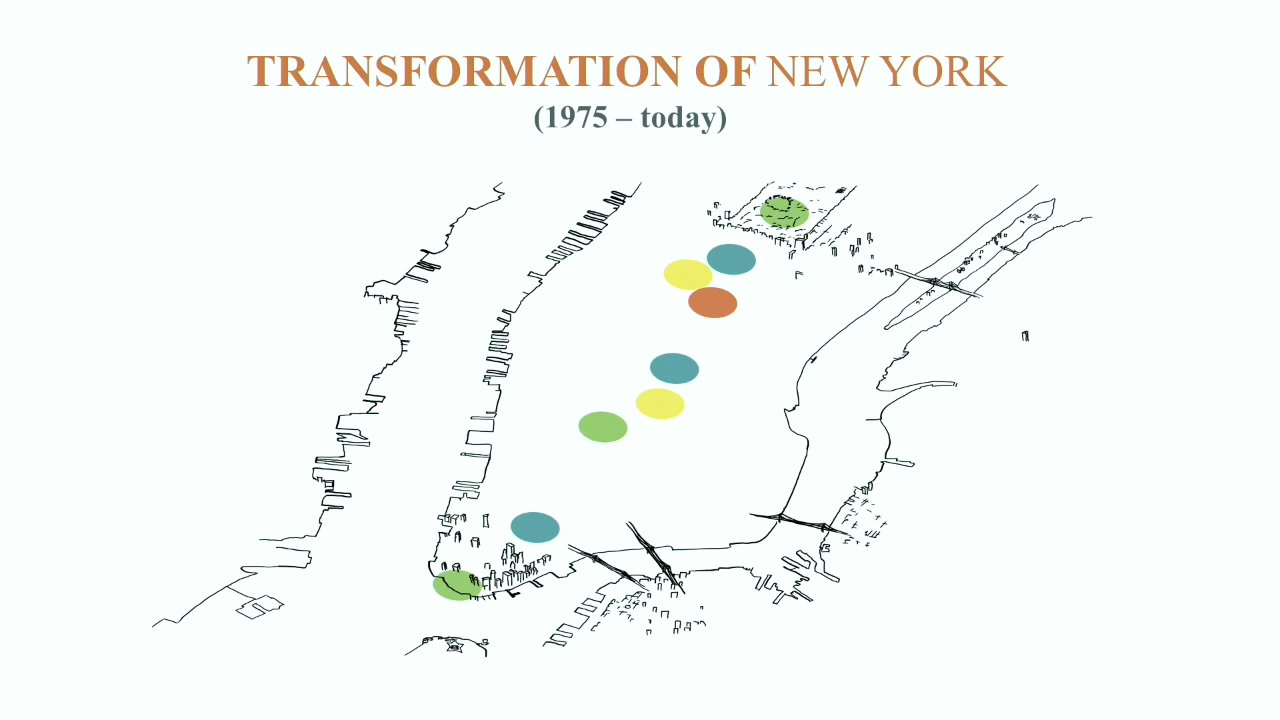 TRANSFORMATION OF NEW YORK
(1975 – today)